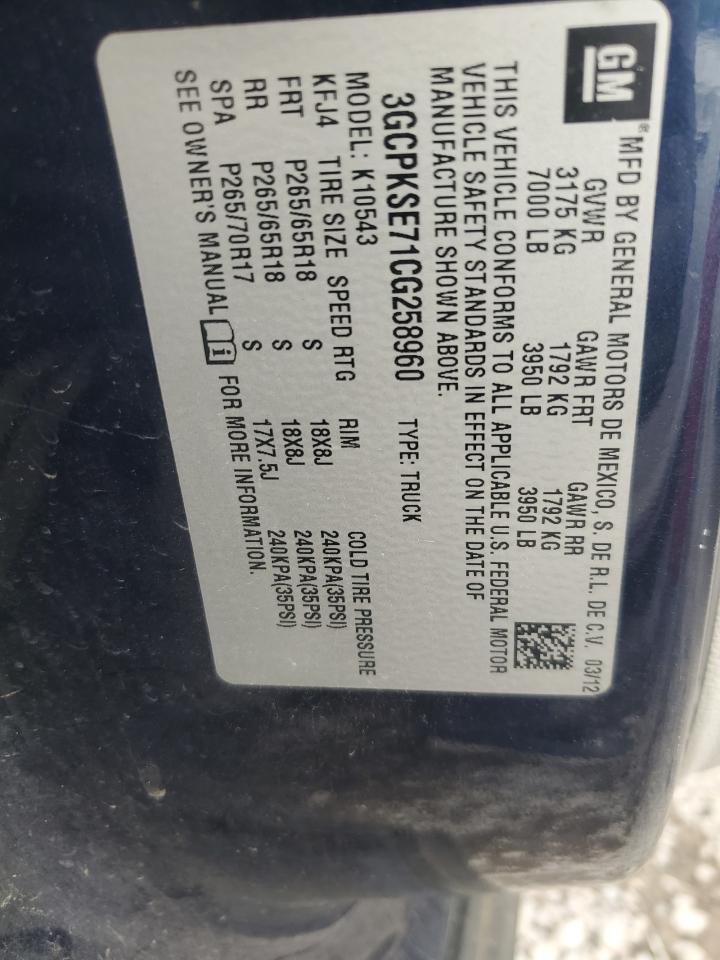 GM
®MFD BY GENERAL MOTORS DE MEXICO, S. DE R.L. DE C.V. 03/12
GVWR GAWR FRT GAWR RR
3175 KG 1792 KG 1792 KG
7000 LB 3950 LB 3950 LB
THIS VEHICLE CONFORMS TO ALL APPLICABLE U.S. FEDERAL MOTOR
VEHICLE SAFETY STANDARDS IN EFFECT ON THE DATE OF
MANUFACTURE SHOWN ABOVE.
3GCPKSE71CG258960 TYPE: TRUCK
MODEL: K10543
KFJ4 TIRE SIZE SPEED RTG RIM COLD TIRE PRESSURE
FRT P265/65R18 S 18X8J 240KPA(35PSI)
RR P265/65R18 S 18X8J 240KPA(35PSI)
SPA P265/70R17 S 17X7.5J 240KPA(35PSI)
SEE OWNER'S MANUAL i FOR MORE INFORMATION.